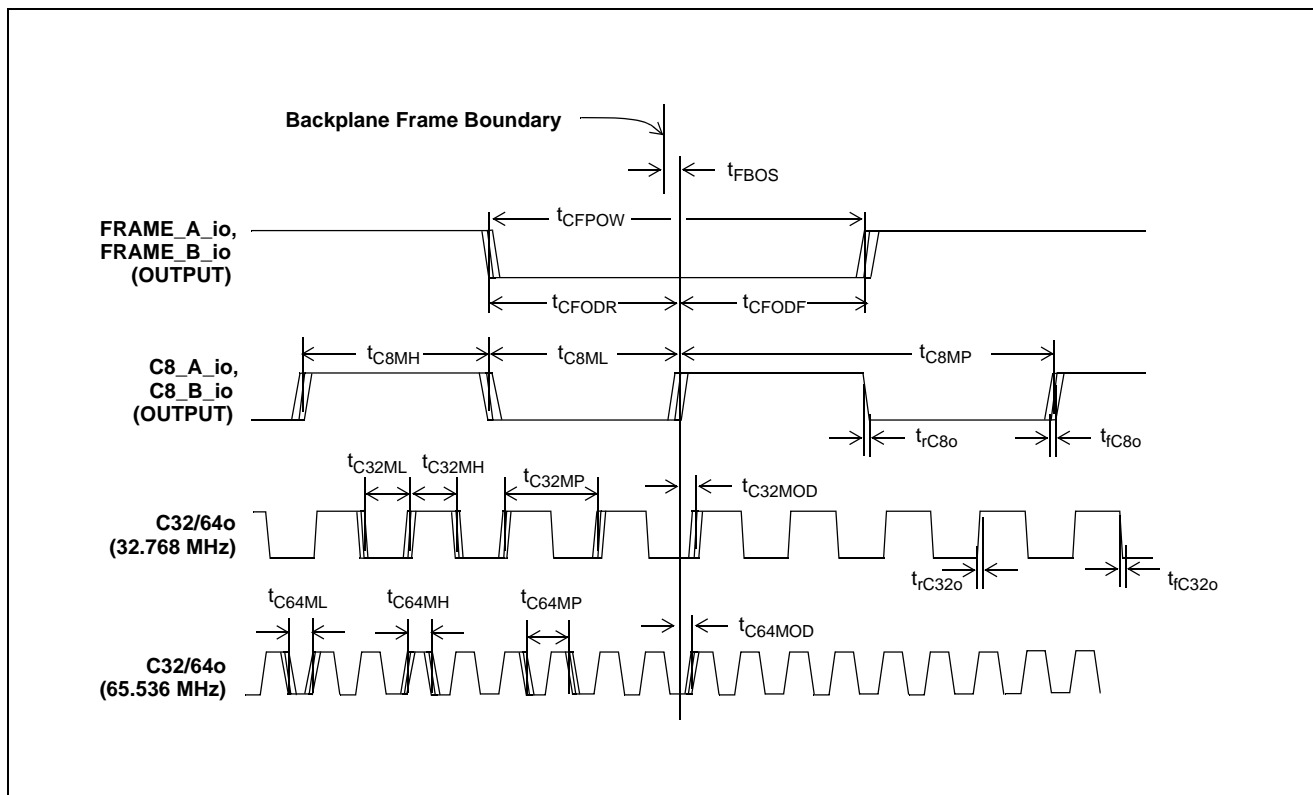 Backplane Frame Boundary
tFBOS
tCFPOW
FRAME_A_io,
FRAME_B_io
(OUTPUT)
tCFODR
tCFODF
tC8MH
tC8ML
tC8MP
C8_A_io,
C8_B_io
(OUTPUT)
trC8o
tfC8o
tC32ML
tC32MH
tC32MP
tC32MOD
C32/64o
(32.768 MHz)
trC32o
tfC32o
tC64ML
tC64MH
tC64MP
tC64MOD
C32/64o
(65.536 MHz)